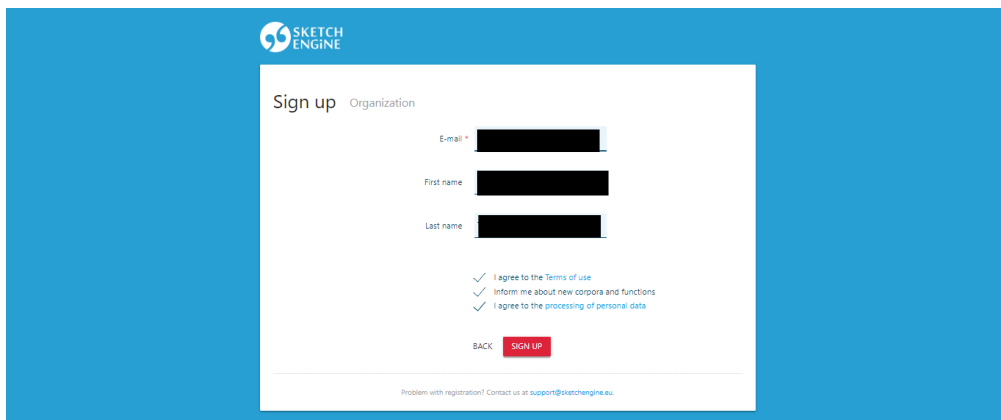 SKETCH
ENGINE
Sign up Organization
E-mail *
First name
Last name
I agree to the Terms of use
Inform me about new corpora and functions
I agree to the processing of personal data
BACK SIGN UP
Problem with registration? Contact us at support@sketchengine.eu.